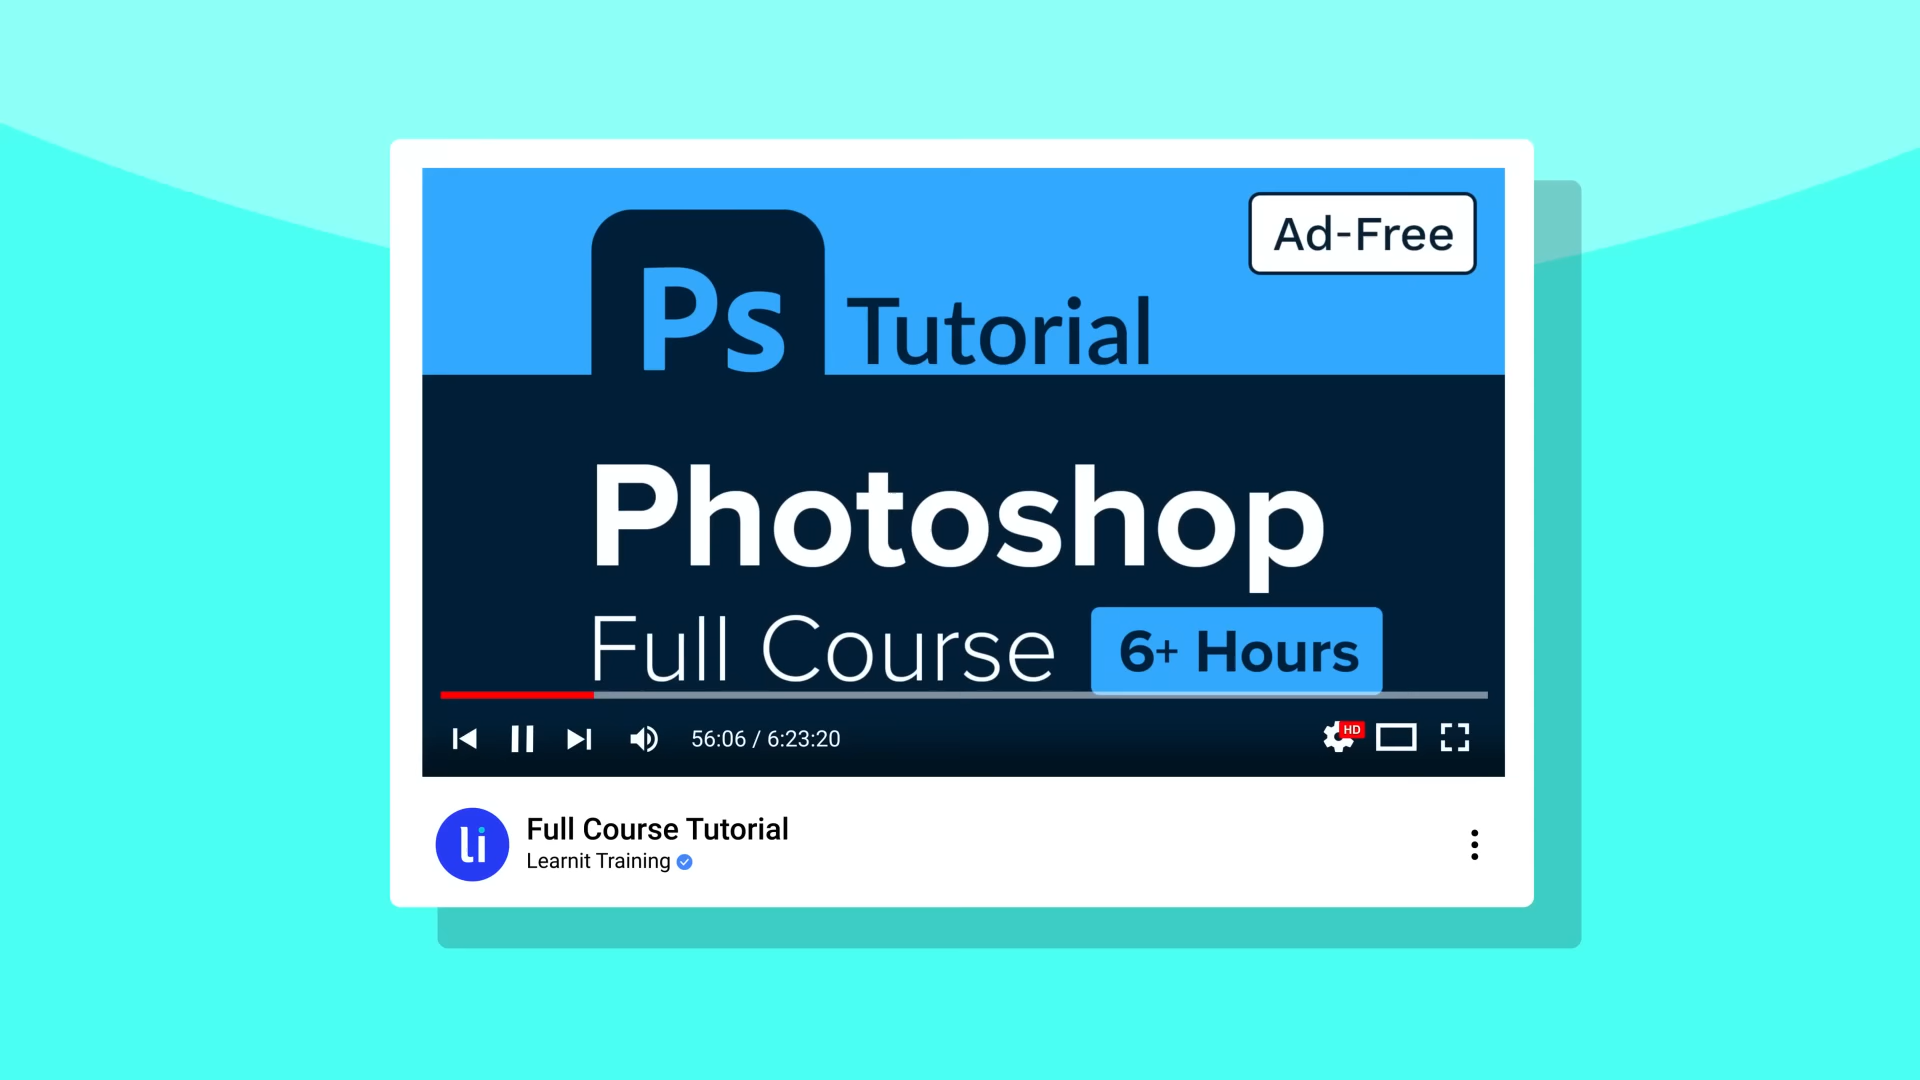 Ad-Free
Ps Tutorial
Photoshop
Full Course 6+ Hours
56:06 / 6:23:20
HD
li Full Course Tutorial
Learnit Training